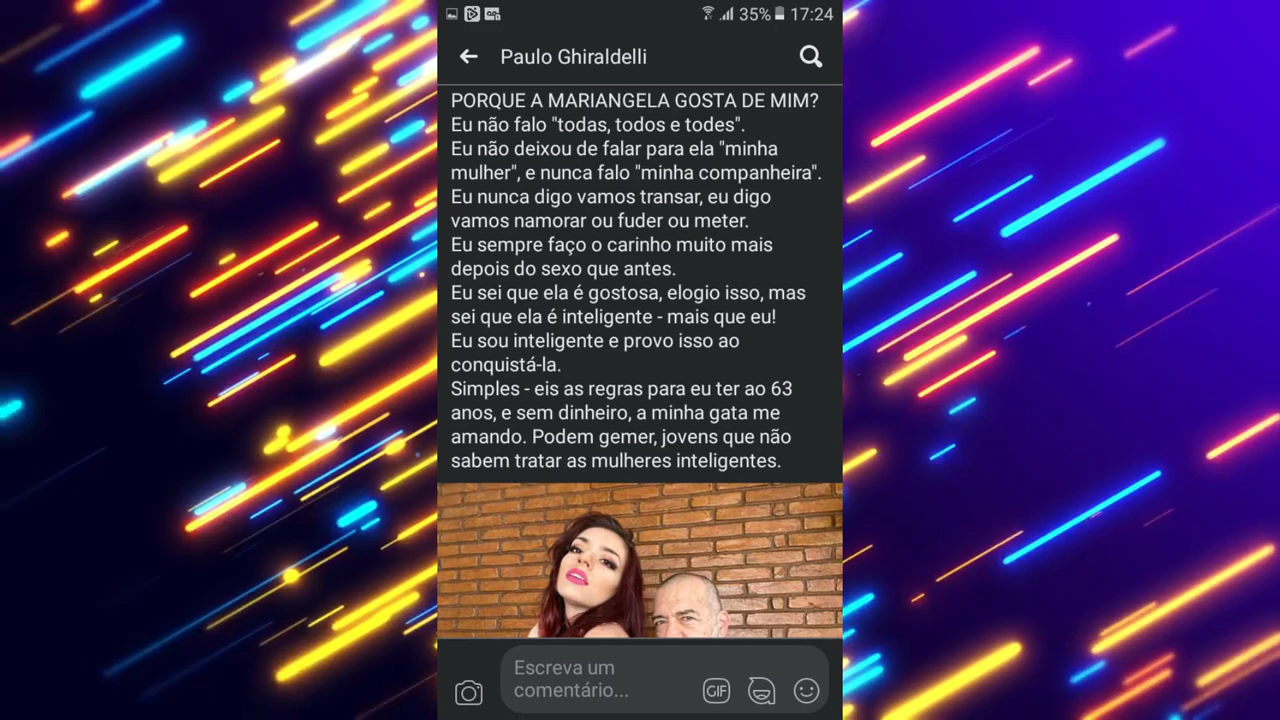 35% 17:24
Paulo Ghiraldelli
PORQUE A MARIANGELA GOSTA DE MIM?
Eu não falo "todas, todos e todes".
Eu não deixou de falar para ela "minha
mulher", e nunca falo "minha companheira".
Eu nunca digo vamos transar, eu digo
vamos namorar ou fuder ou meter.
Eu sempre faço o carinho muito mais
depois do sexo que antes.
Eu sei que ela é gostosa, elogio isso, mas
sei que ela é inteligente - mais que eu!
Eu sou inteligente e provo isso ao
conquistá-la.
Simples - eis as regras para eu ter ao 63
anos, e sem dinheiro, a minha gata me
amando. Podem gemer, jovens que não
sabem tratar as mulheres inteligentes.
Escreva um
comentário...
GIF